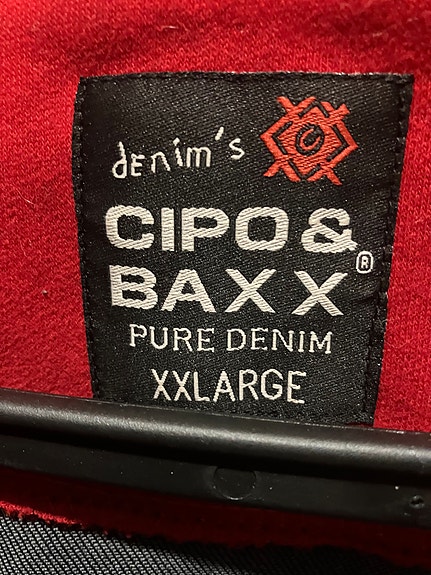 denim's
CIPO &
BAXX®
PURE DENIM
XXLARGE